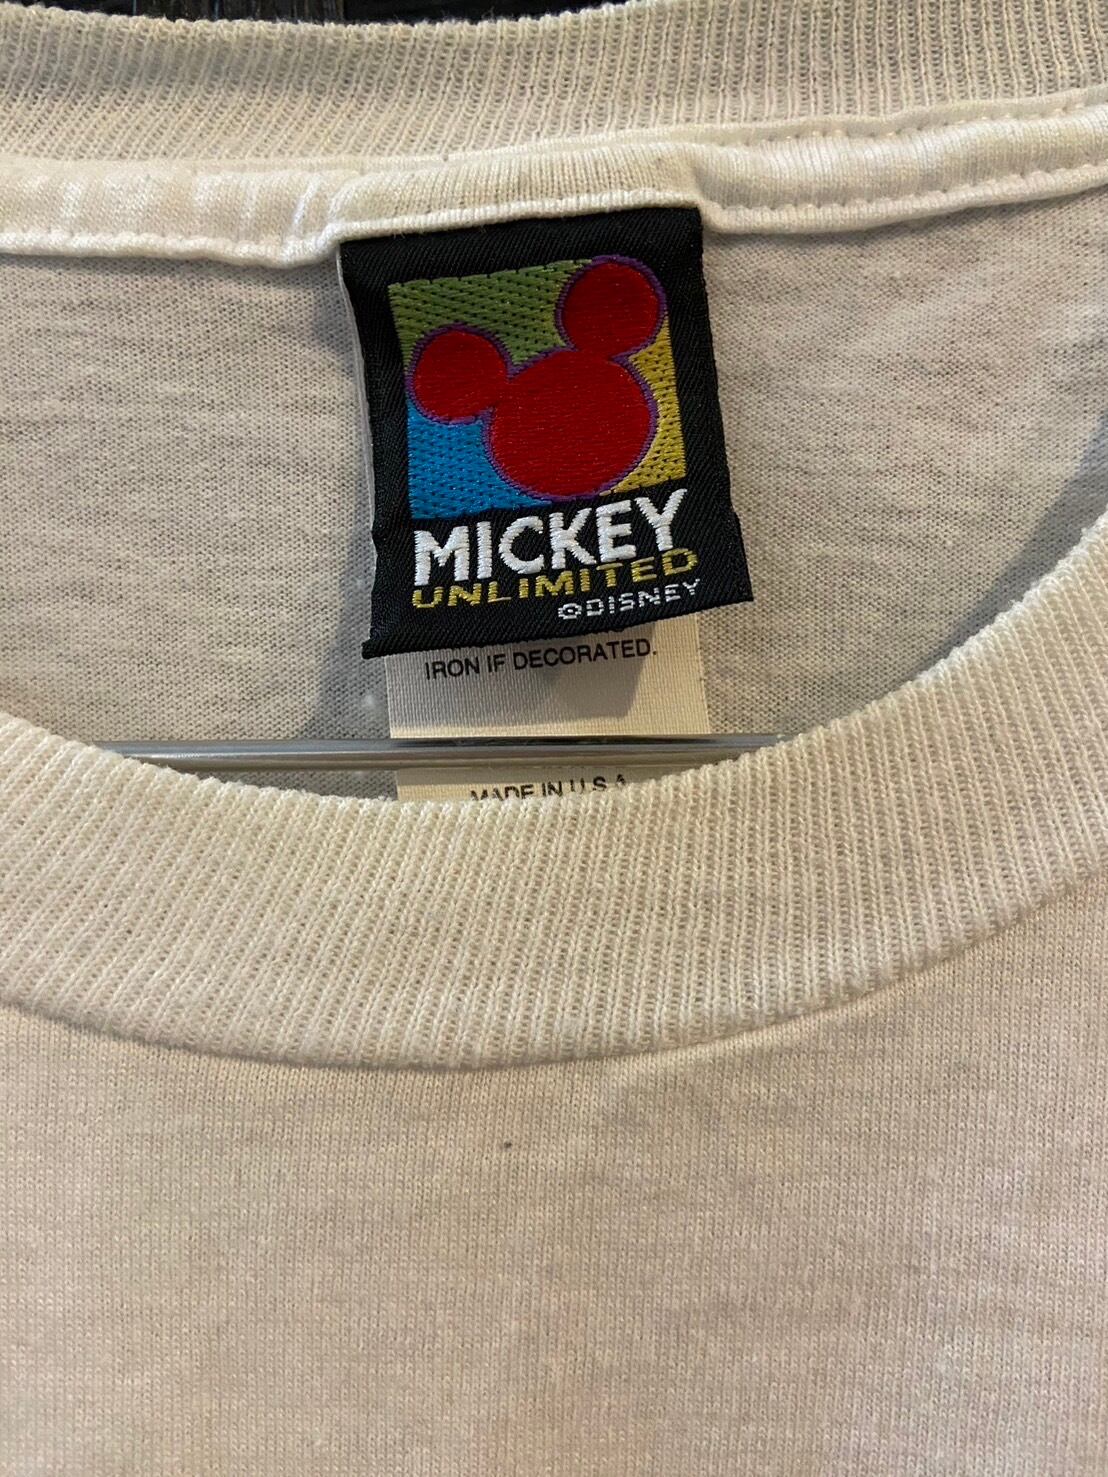 MICKEY
UNLIMITED
©DISNEY
IRON IF DECORATED.
MADE IN U.S.A